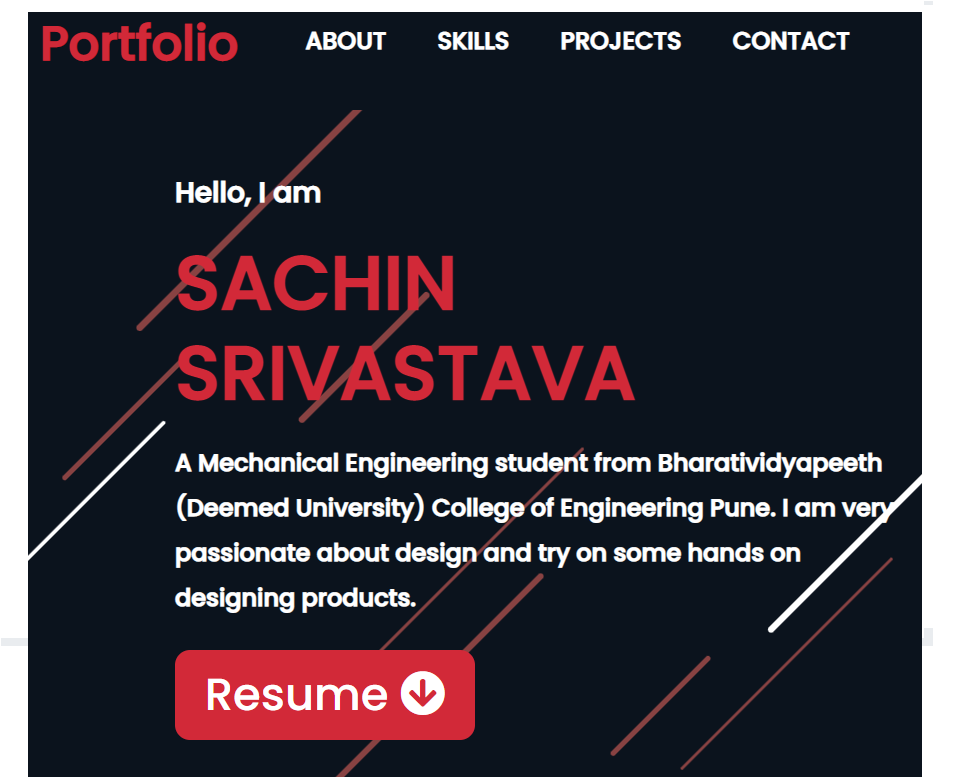 Portfolio ABOUT SKILLS PROJECTS CONTACT
Hello, I am
SACHIN
SRIVASTAVA
A Mechanical Engineering student from Bharatividyapeeth
(Deemed University) College of Engineering Pune. I am very
passionate about design and try on some hands on
designing products.
Resume